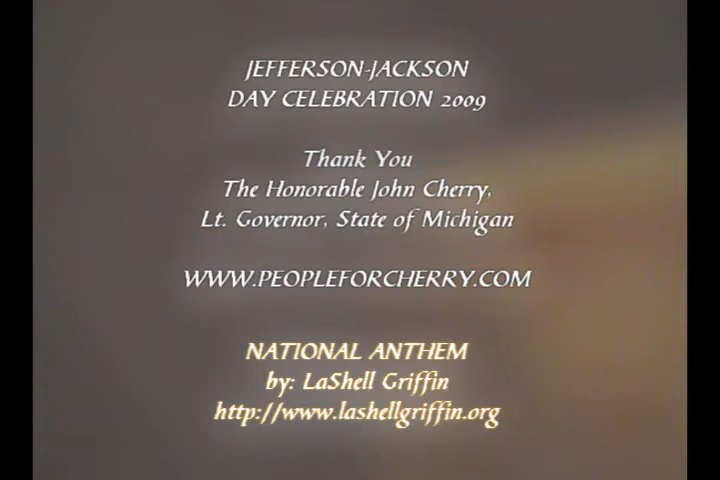 JEFFERSON-JACKSON
DAY CELEBRATION 2009
Thank You
The Honorable John Cherry,
Lt. Governor, State of Michigan
WWW.PEOPLEFORCHERRY.COM
NATIONAL ANTHEM
by: LaShell Griffin
http://www.lashellgriffin.org